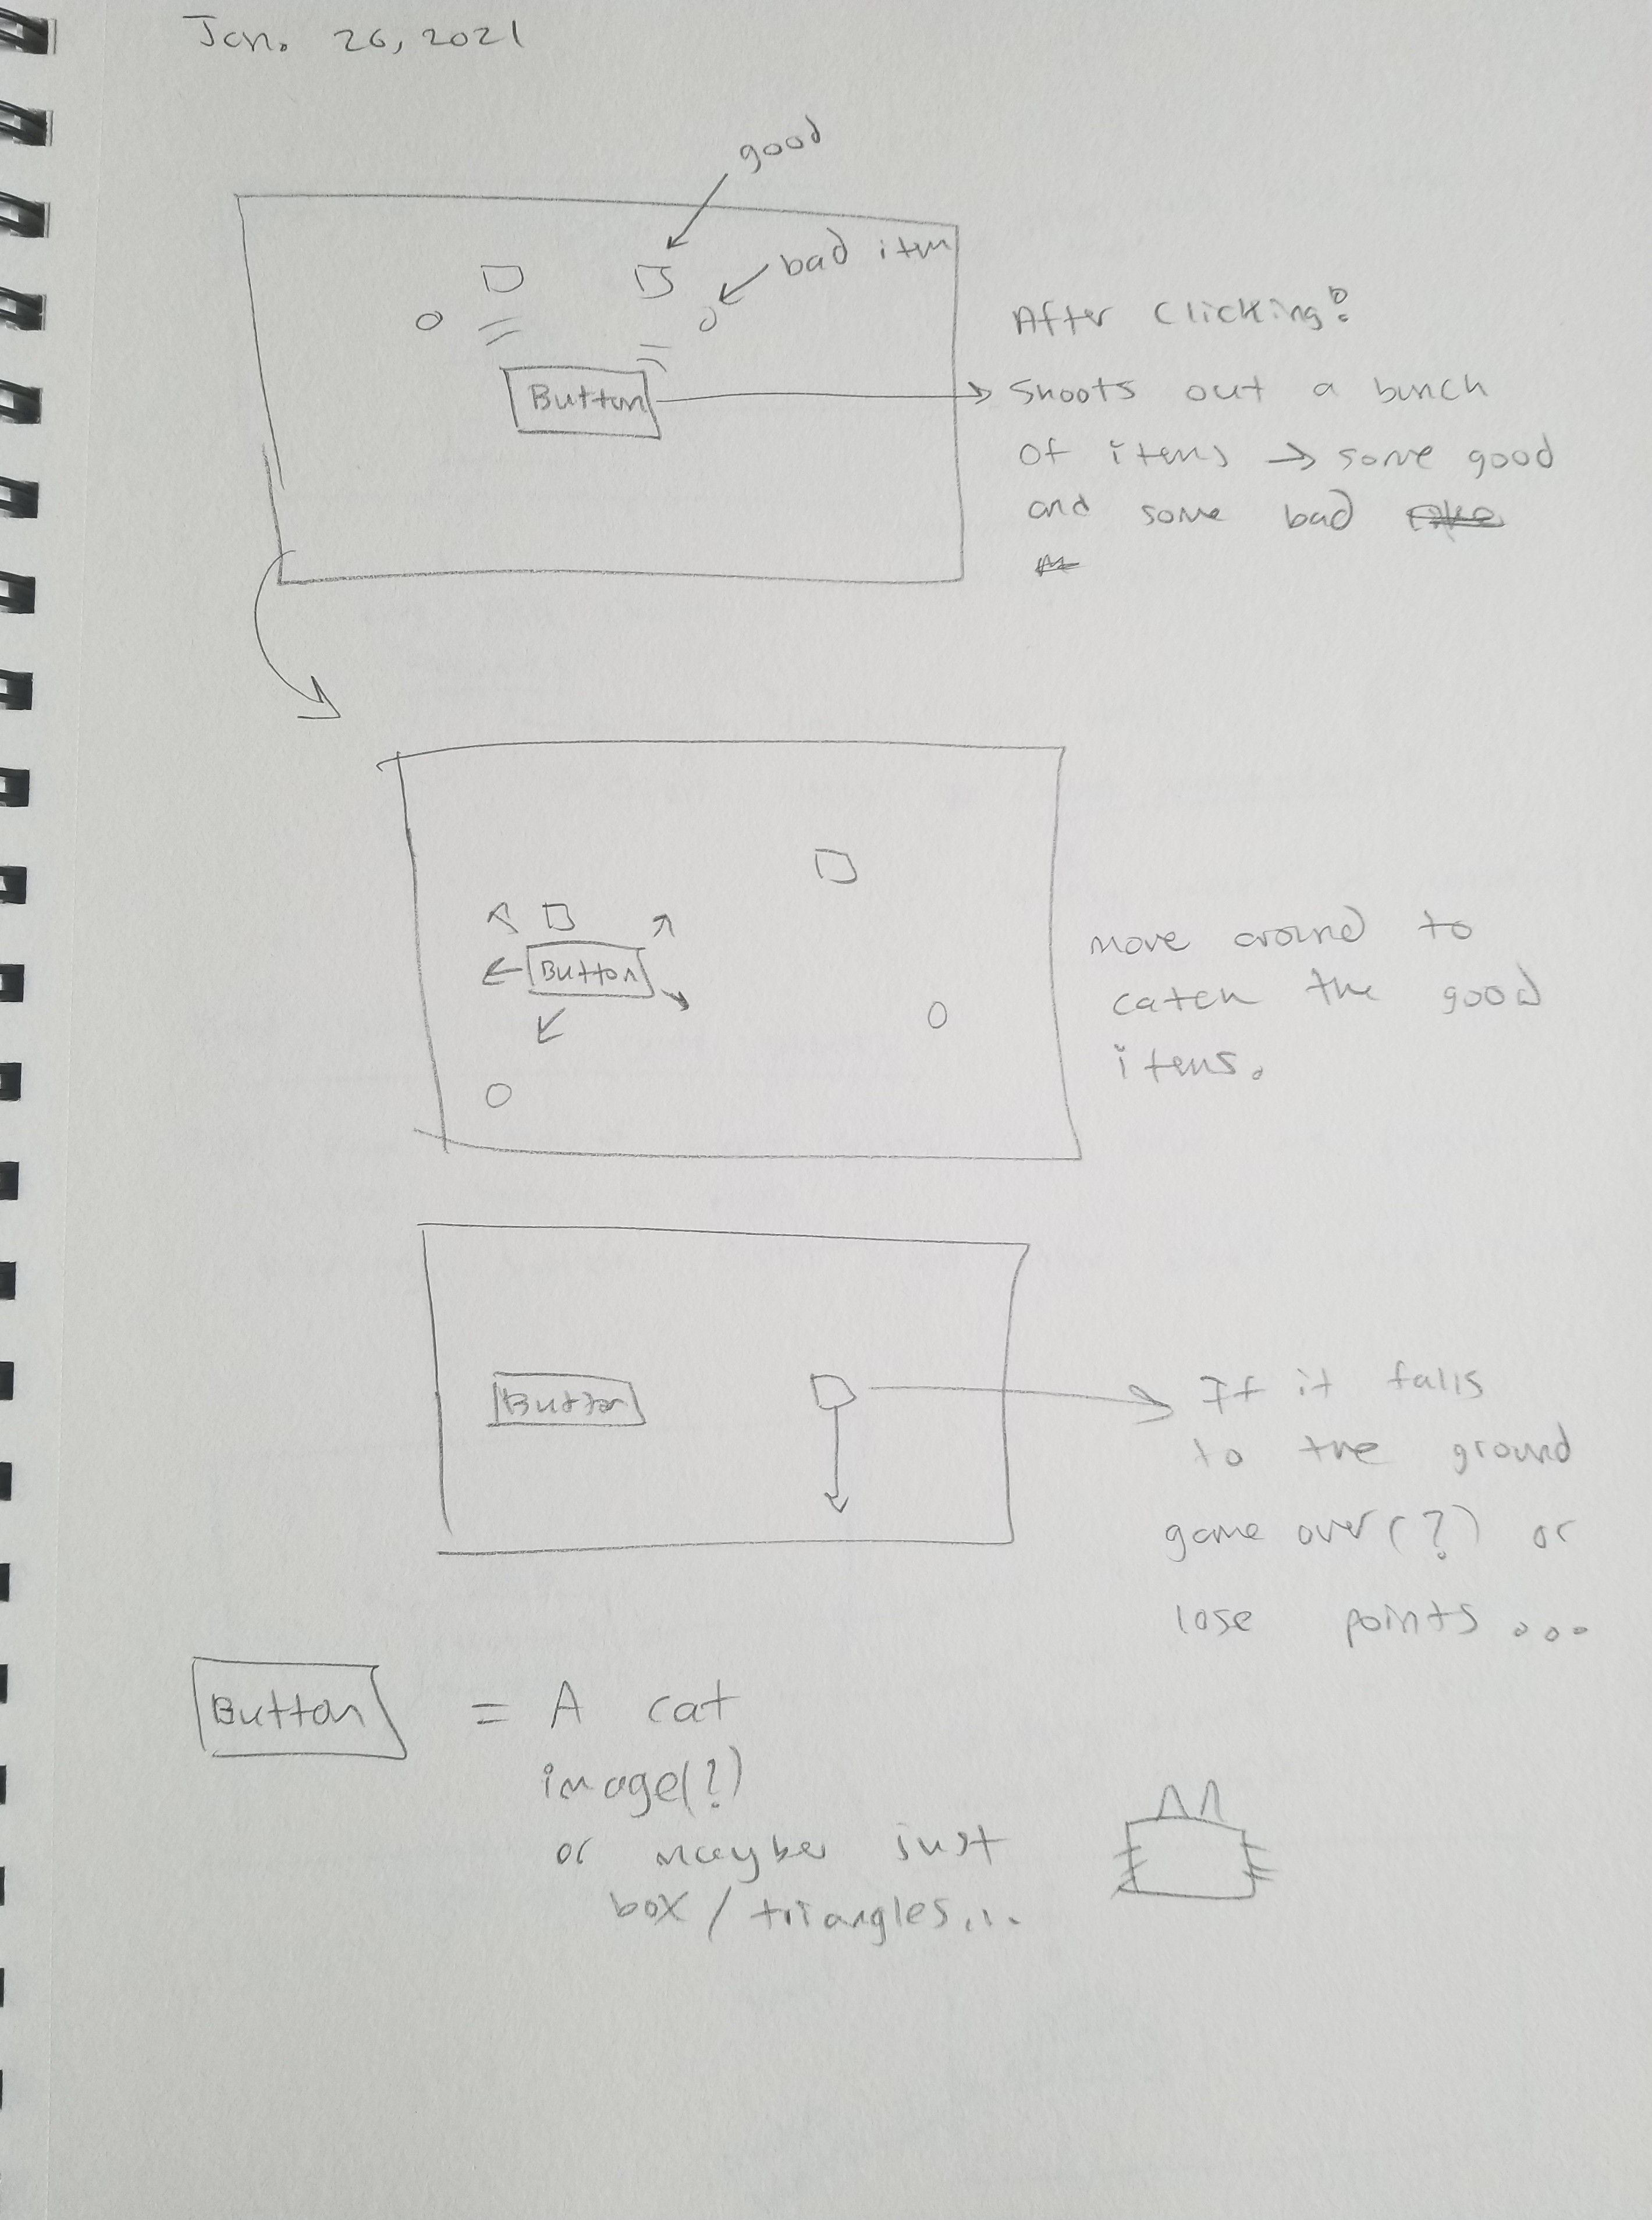 Jan. 26, 2021
good
bad item
Button
After Clicking:
Shoots out a bunch
of items → some good
and some bad
Button
move around to
catch the good
items.
Button
If it falls
to the ground
game over(?) or
lose points...
Button = A cat
image(?)
or maybe just
box / triangles...